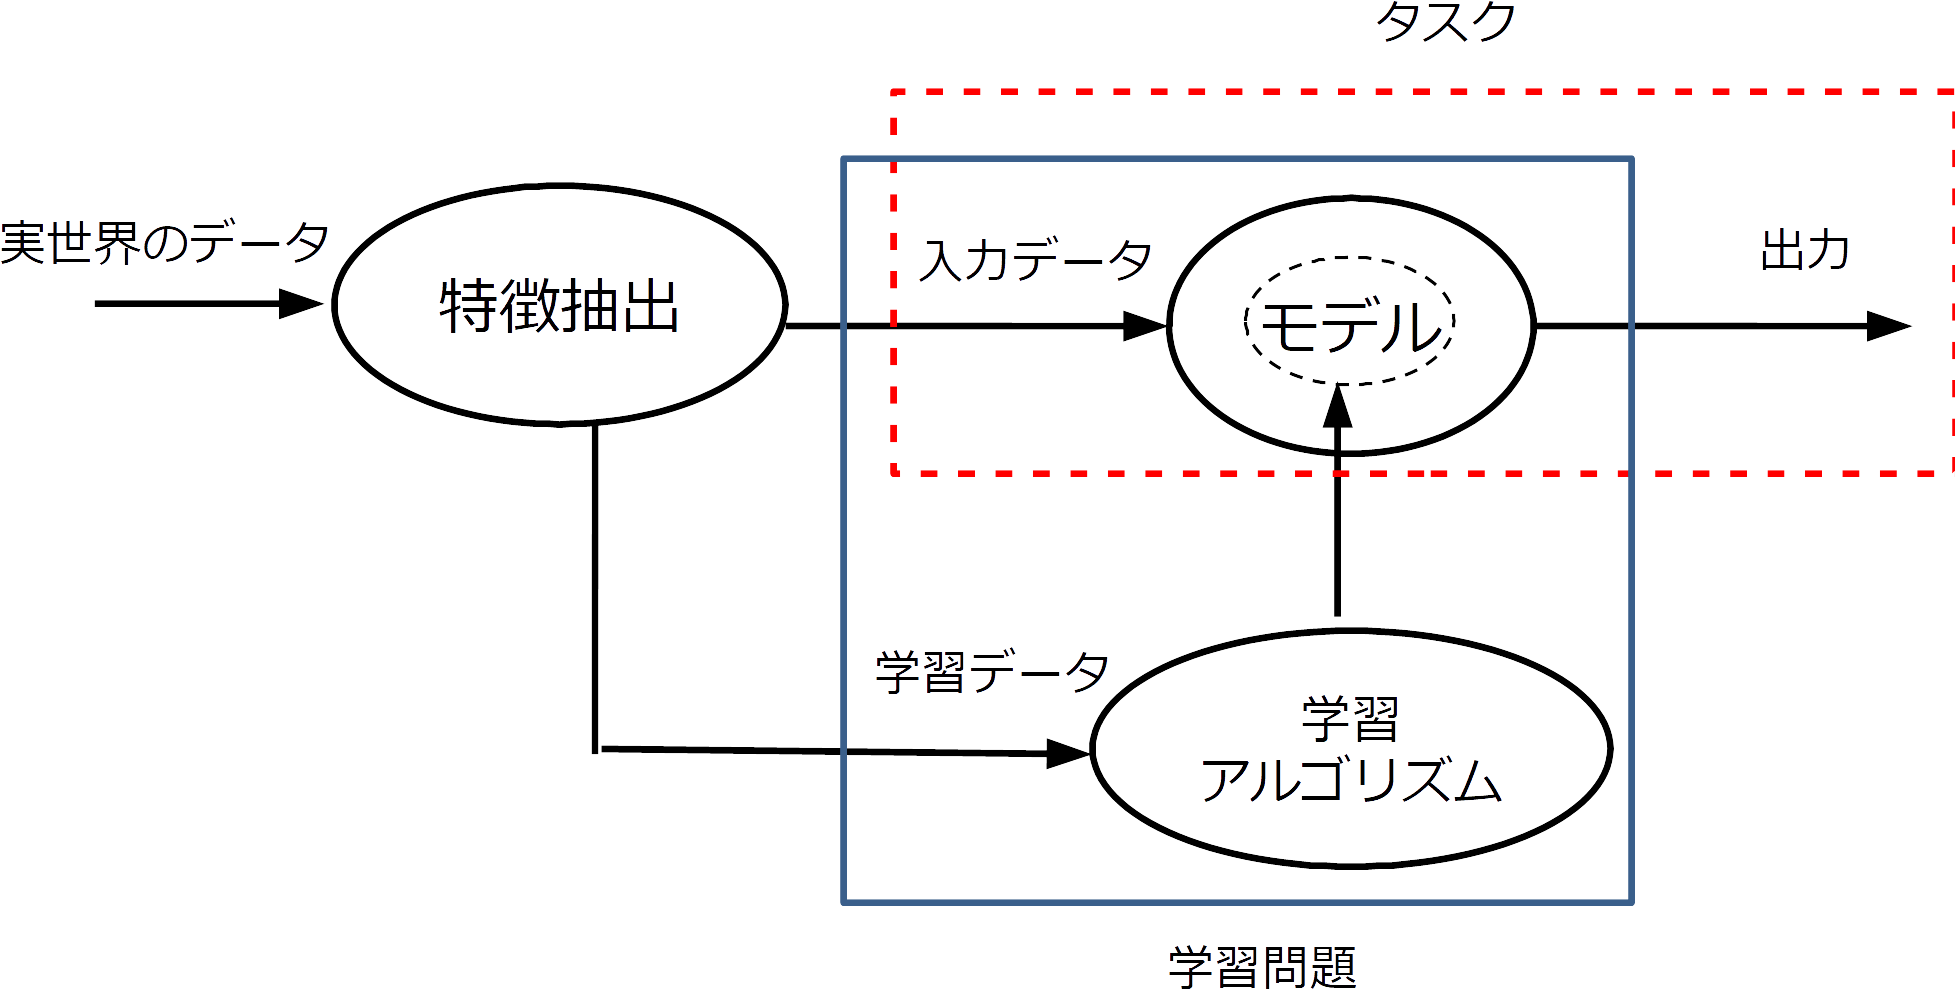 タスク
実世界のデータ
特徴抽出
入力データ
モデル
出力
学習データ
学習
アルゴリズム
学習問題